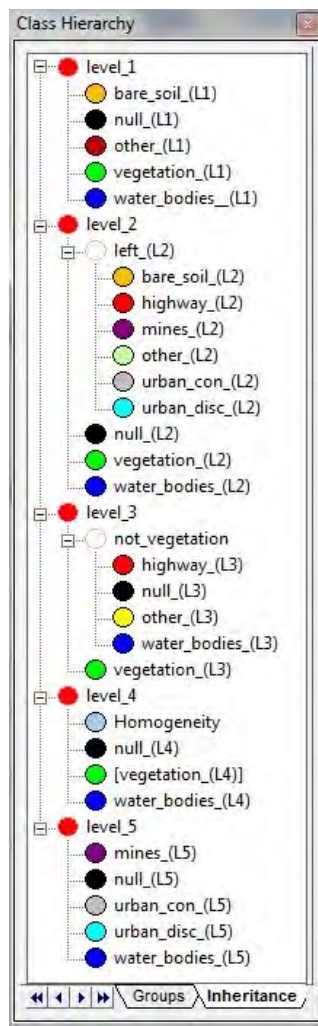 Class Hierarchy
level_1
bare_soil_(L1)
null_(L1)
other_(L1)
vegetation_(L1)
water_bodies__(L1)
level_2
left_(L2)
bare_soil_(L2)
highway_(L2)
mines_(L2)
other_(L2)
urban_con_(L2)
urban_disc_(L2)
null_(L2)
vegetation_(L2)
water_bodies_(L2)
level_3
not_vegetation
highway_(L3)
null_(L3)
other_(L3)
water_bodies_(L3)
vegetation_(L3)
level_4
Homogeneity
null_(L4)
[vegetation_(L4)]
water_bodies_(L4)
level_5
mines_(L5)
null_(L5)
urban_con_(L5)
urban_disc_(L5)
water_bodies_(L5)
Groups Inheritance